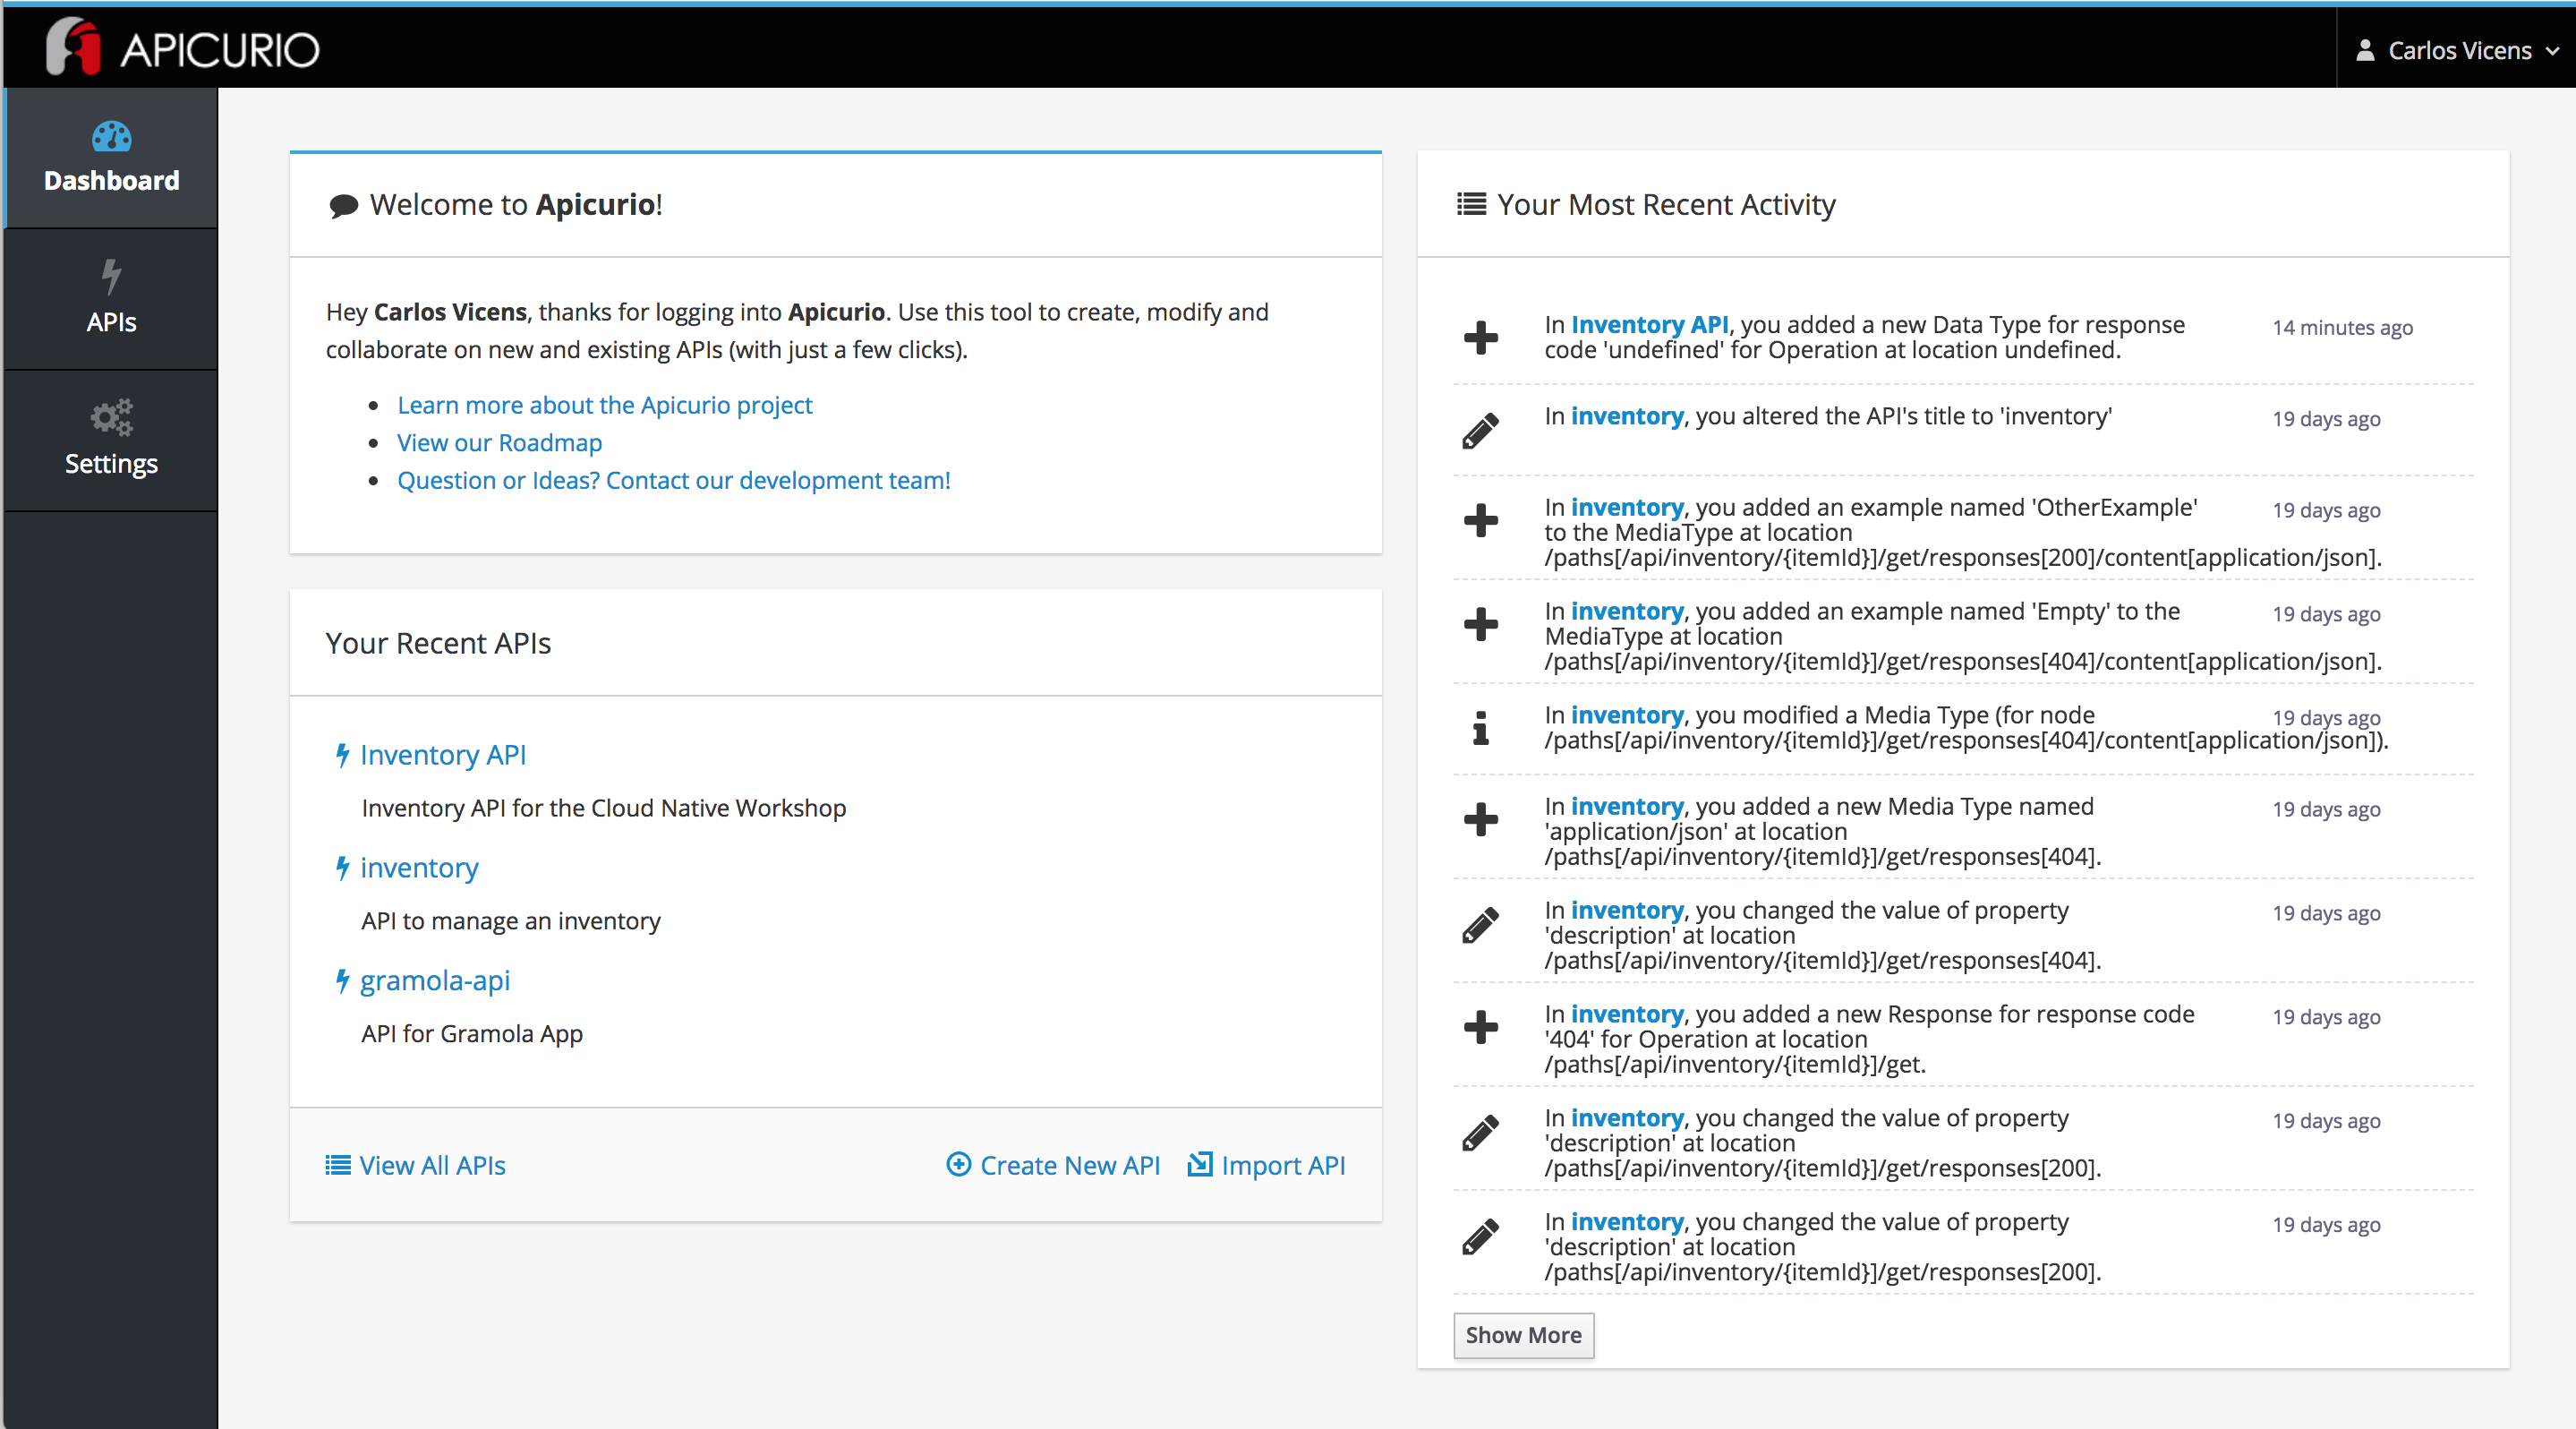 APICURIO
Carlos Vicens
Dashboard
APIs
Settings
Welcome to Apicurio!
Hey Carlos Vicens, thanks for logging into Apicurio. Use this tool to create, modify and
collaborate on new and existing APIs (with just a few clicks).
Learn more about the Apicurio project
View our Roadmap
Question or Ideas? Contact our development team!
Your Recent APIs
Inventory API
Inventory API for the Cloud Native Workshop
inventory
API to manage an inventory
gramola-api
API for Gramola App
View All APIs
Create New API
Import API
Your Most Recent Activity
In Inventory API, you added a new Data Type for response
code 'undefined' for Operation at location undefined.
14 minutes ago
In inventory, you altered the API's title to 'inventory'
19 days ago
In inventory, you added an example named 'OtherExample'
to the MediaType at location
/paths[/api/inventory/{itemId}]/get/responses[200]/content[application/json].
19 days ago
In inventory, you added an example named 'Empty' to the
MediaType at location
/paths[/api/inventory/{itemId}]/get/responses[404]/content[application/json].
19 days ago
In inventory, you modified a Media Type (for node
/paths[/api/inventory/{itemId}]/get/responses[404]/content[application/json]).
19 days ago
In inventory, you added a new Media Type named
'application/json' at location
/paths[/api/inventory/{itemId}]/get/responses[404].
19 days ago
In inventory, you changed the value of property
'description' at location
/paths[/api/inventory/{itemId}]/get/responses[404].
19 days ago
In inventory, you added a new Response for response code
'404' for Operation at location
/paths[/api/inventory/{itemId}]/get.
19 days ago
In inventory, you changed the value of property
'description' at location
/paths[/api/inventory/{itemId}]/get/responses[200].
19 days ago
In inventory, you changed the value of property
'description' at location
/paths[/api/inventory/{itemId}]/get/responses[200].
19 days ago
Show More